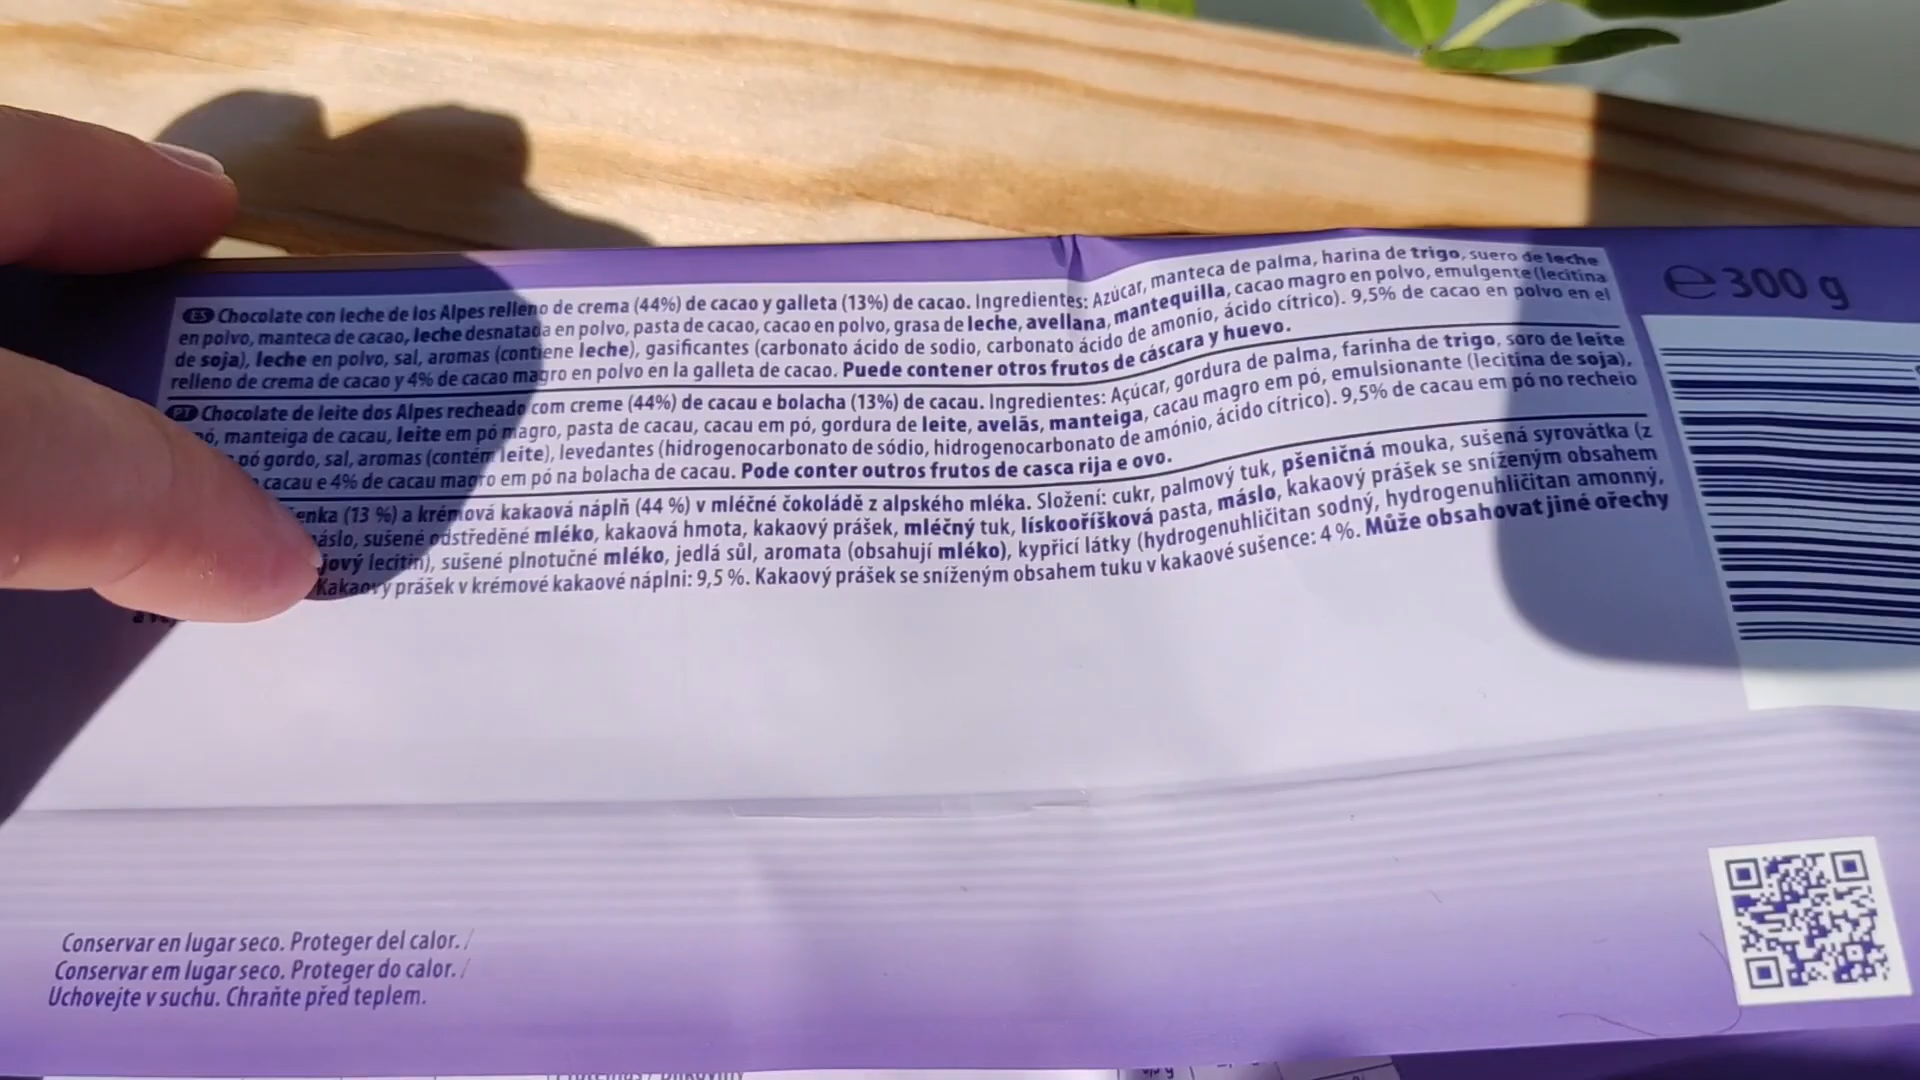 ES Chocolate con leche de los Alpes relleno de crema (44%) de cacao y galleta (13%) de cacao. Ingredientes: Azúcar, manteca de palma, harina de trigo, suero de leche
en polvo, manteca de cacao, leche desnatada en polvo, pasta de cacao, cacao en polvo, grasa de leche, avellana, mantequilla, cacao magro en polvo, emulgente (lecitina
de soja), leche en polvo, sal, aromas (contiene leche), gasificantes (carbonato ácido de sodio, carbonato ácido de amonio, ácido cítrico). 9,5% de cacao en polvo en el
relleno de crema de cacao y 4% de cacao magro en polvo en la galleta de cacao. Puede contener otros frutos de cáscara y huevo.
PT Chocolate de leite dos Alpes recheado com creme (44%) de cacau e bolacha (13%) de cacau. Ingredientes: Açúcar, gordura de palma, farinha de trigo, soro de leite
pó, manteiga de cacau, leite em pó magro, pasta de cacau, cacau em pó, gordura de leite, avelãs, manteiga, cacau magro em pó, emulsionante (lecitina de soja),
pó gordo, sal, aromas (contém leite), levedantes (hidrogenocarbonato de sódio, hidrogenocarbonato de amónio, ácido cítrico). 9,5% de cacau em pó no recheio
cacau e 4% de cacau magro em pó na bolacha de cacau. Pode conter outros frutos de casca rija e ovo.
(13 %) a krémová kakaová náplň (44 %) v mléčné čokoládě z alpského mléka. Složení: cukr, palmový tuk, pšeničná mouka, sušená syrovátka (z
sušené odstředěné mléko, kakaová hmota, kakaový prášek, mléčný tuk, lískooříšková pasta, máslo, kakaový prášek se sníženým obsahem
lecitin), sušené plnotučné mléko, jedlá sůl, aromata (obsahují mléko), kypřicí látky (hydrogenuhličitan sodný, hydrogenuhličitan amonný,
Kakaový prášek v krémové kakaové náplni: 9,5 %. Kakaový prášek se sníženým obsahem tuku v kakaové sušence: 4 %. Může obsahovat jiné ořechy
e 300 g
Conservar en lugar seco. Proteger del calor. /
Conservar em lugar seco. Proteger do calor. /
Uchovejte v suchu. Chraňte před teplem.